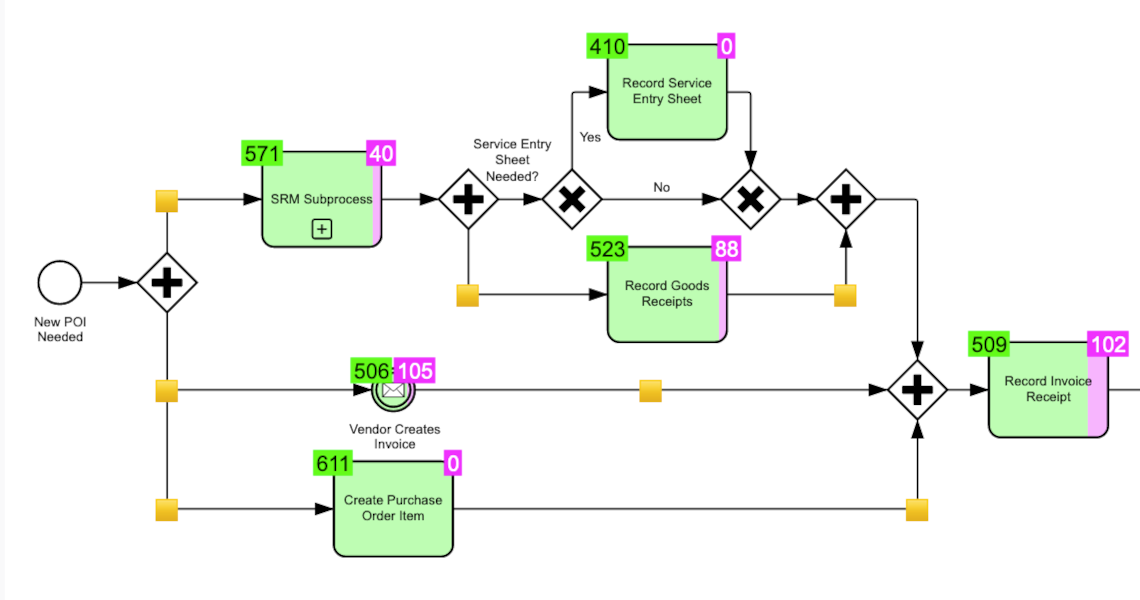 410
0
Record Service
Entry Sheet
Service Entry
Sheet
Needed?
Yes
571
40
SRM Subprocess
No
523
88
Record Goods
Receipts
New POI
Needed
509
102
Record Invoice
Receipt
506
105
Vendor Creates
Invoice
611
0
Create Purchase
Order Item